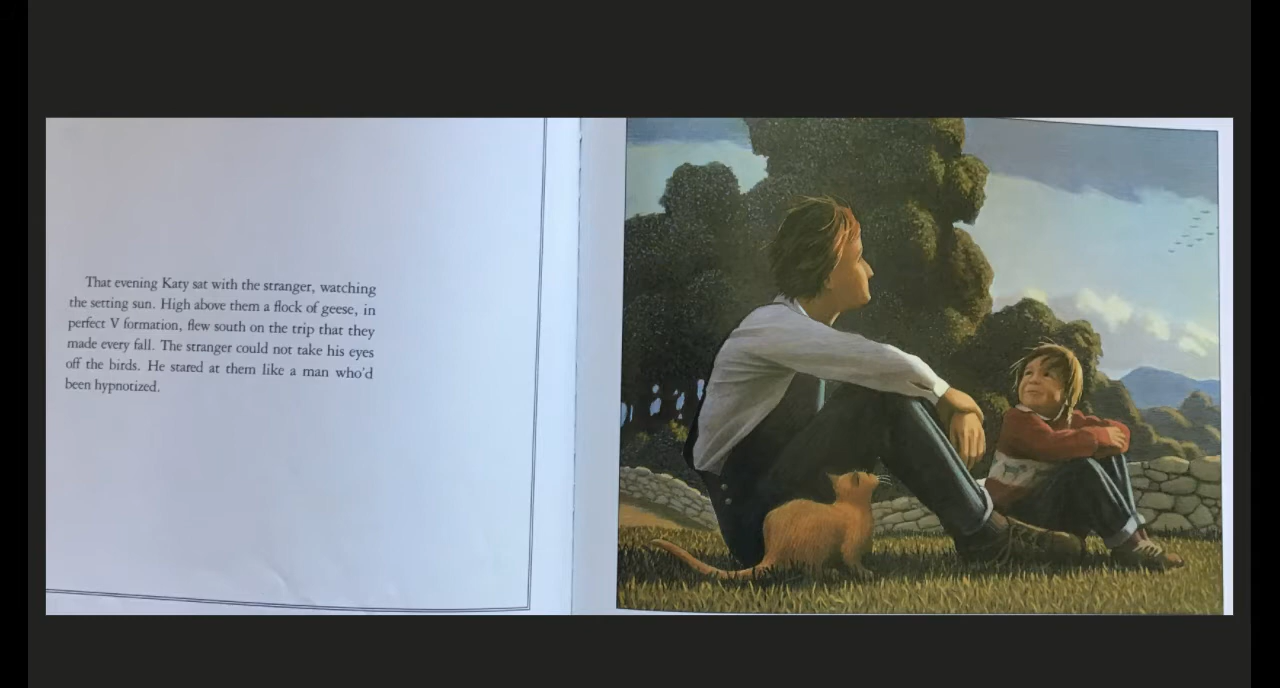 That evening Katy sat with the stranger, watching
the setting sun. High above them a flock of geese, in
perfect V formation, flew south on the trip that they
made every fall. The stranger could not take his eyes
off the birds. He stared at them like a man who'd
been hypnotized.